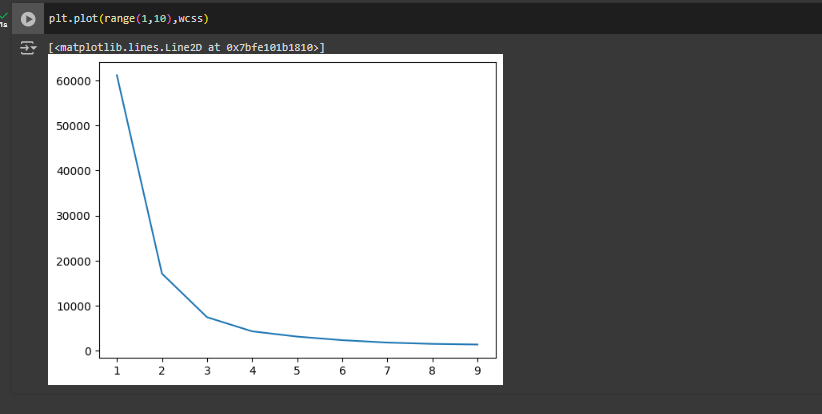 plt.plot(range(1,10),wcss)
1s
[<matplotlib.lines.Line2D at 0x7bfe101b1810>]
60000
50000
40000
30000
20000
10000
0
1 2 3 4 5 6 7 8 9